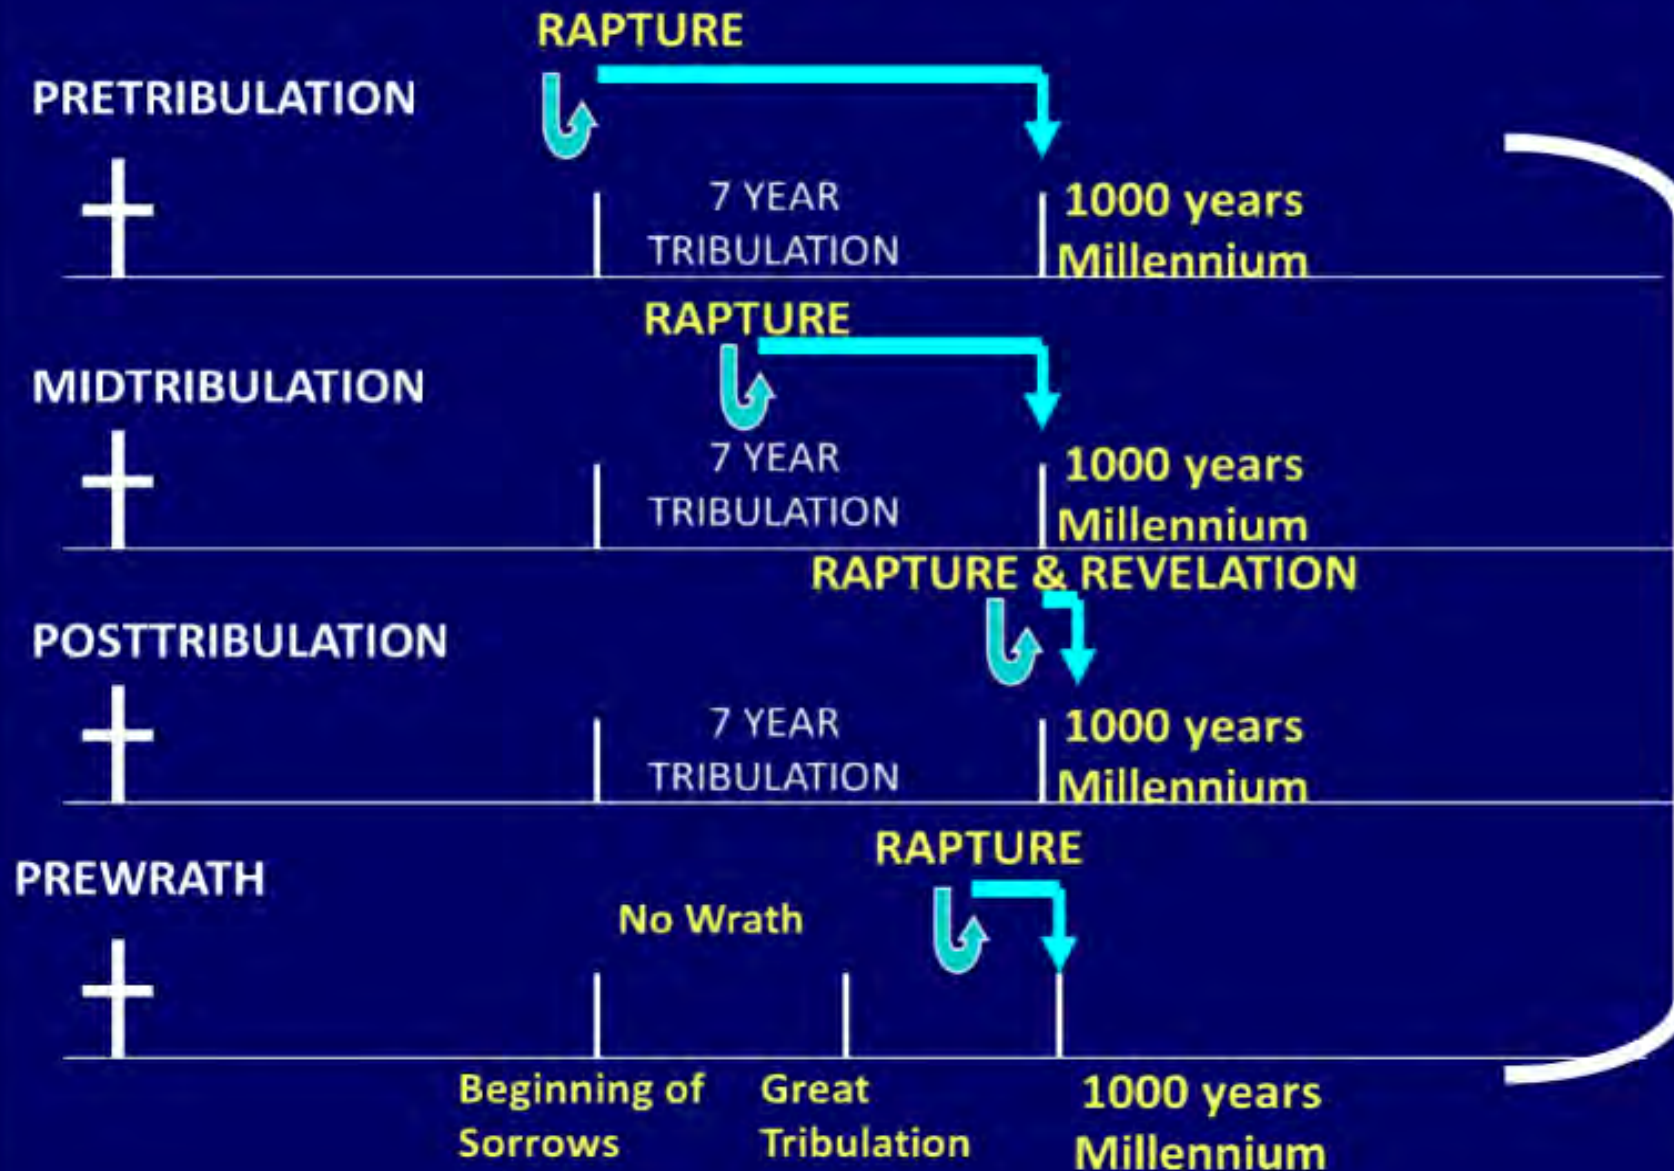 RAPTURE
PRETRIBULATION
7 YEAR
TRIBULATION
1000 years
Millennium
RAPTURE
MIDTRIBULATION
7 YEAR
TRIBULATION
1000 years
Millennium
RAPTURE & REVELATION
POSTTRIBULATION
7 YEAR
TRIBULATION
1000 years
Millennium
RAPTURE
PREWRATH
No Wrath
Beginning of
Sorrows
Great
Tribulation
1000 years
Millennium